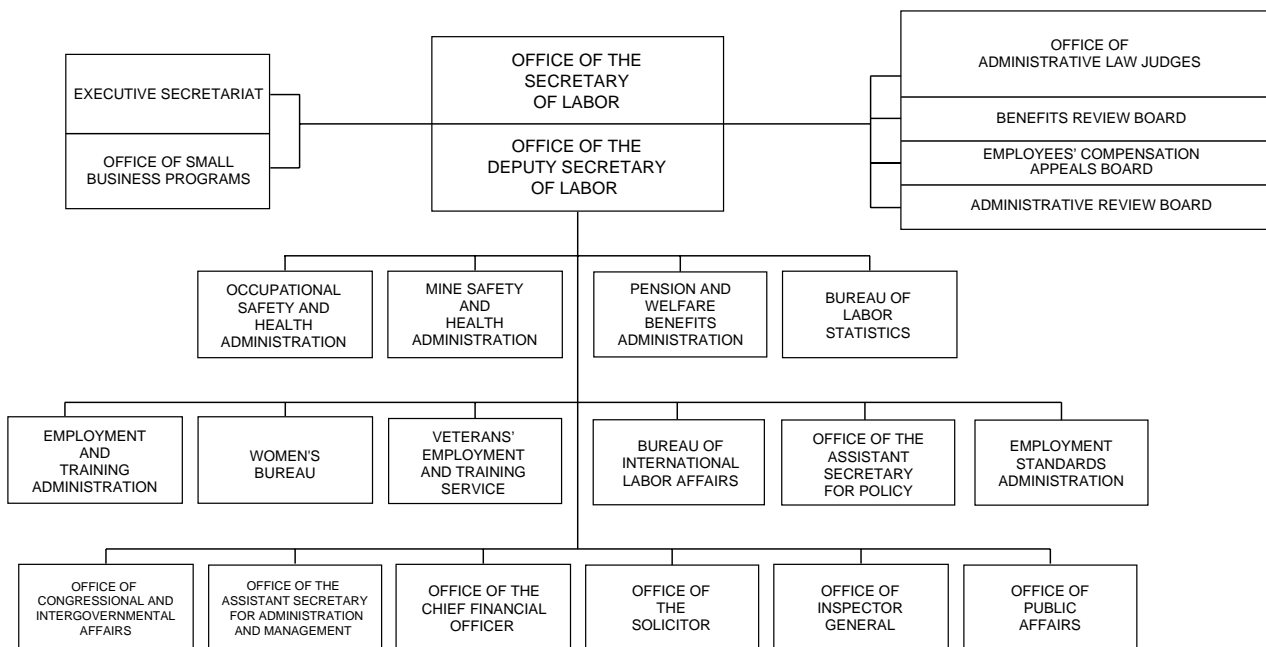 EXECUTIVE SECRETARIAT
OFFICE OF SMALL
BUSINESS PROGRAMS
OFFICE OF THE
SECRETARY
OF LABOR
OFFICE OF THE
DEPUTY SECRETARY
OF LABOR
OFFICE OF
ADMINISTRATIVE LAW JUDGES
BENEFITS REVIEW BOARD
EMPLOYEES’ COMPENSATION
APPEALS BOARD
ADMINISTRATIVE REVIEW BOARD
OCCUPATIONAL
SAFETY AND
HEALTH
ADMINISTRATION
MINE SAFETY
AND
HEALTH
ADMINISTRATION
PENSION AND
WELFARE
BENEFITS
ADMINISTRATION
BUREAU OF
LABOR
STATISTICS
EMPLOYMENT
AND
TRAINING
ADMINISTRATION
WOMEN'S
BUREAU
VETERANS’
EMPLOYMENT
AND TRAINING
SERVICE
BUREAU OF
INTERNATIONAL
LABOR AFFAIRS
OFFICE OF THE
ASSISTANT
SECRETARY
FOR POLICY
EMPLOYMENT
STANDARDS
ADMINISTRATION
OFFICE OF
CONGRESSIONAL AND
INTERGOVERNMENTAL
AFFAIRS
OFFICE OF THE
ASSISTANT SECRETARY
FOR ADMINISTRATION
AND MANAGEMENT
OFFICE OF THE
CHIEF FINANCIAL
OFFICER
OFFICE OF
THE
SOLICITOR
OFFICE OF
INSPECTOR
GENERAL
OFFICE OF
PUBLIC
AFFAIRS